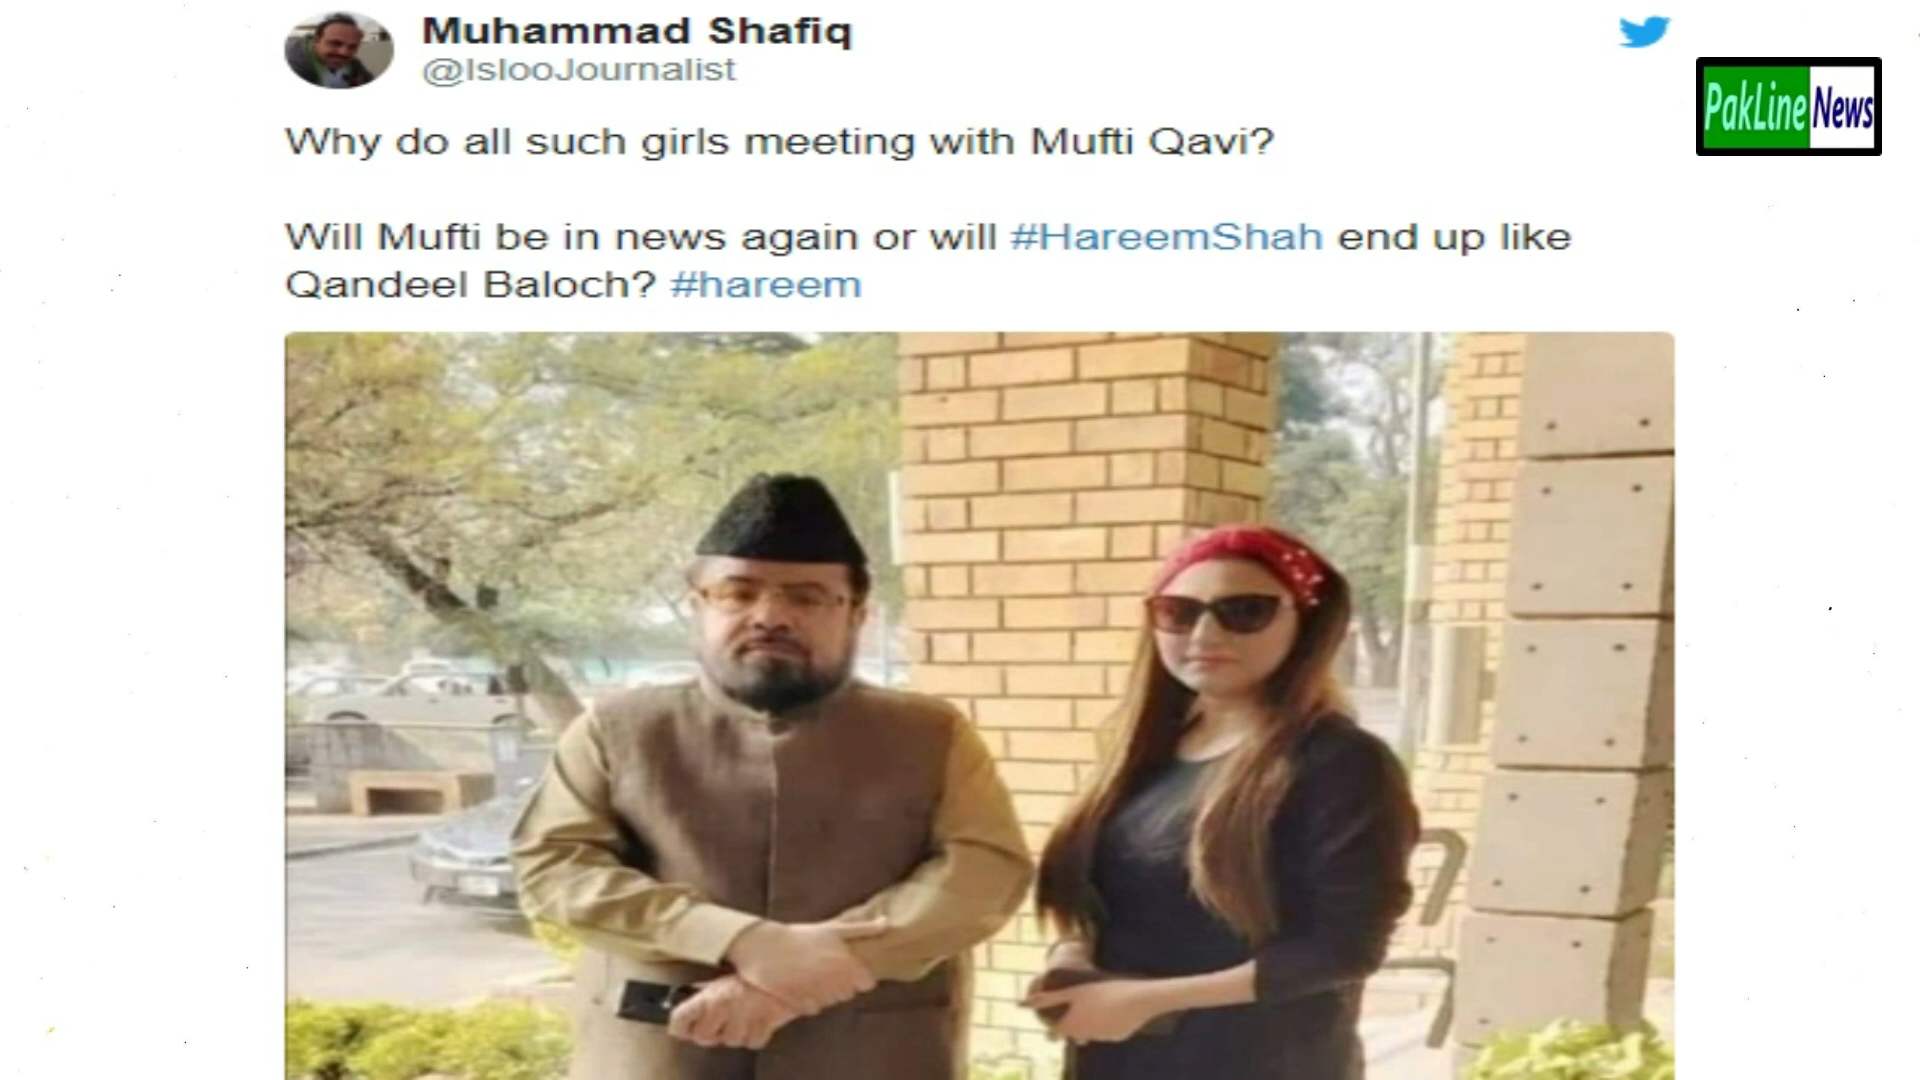 Muhammad Shafiq
@IslooJournalist
PakLine News
Why do all such girls meeting with Mufti Qavi?
Will Mufti be in news again or will #HareemShah end up like
Qandeel Baloch? #hareem